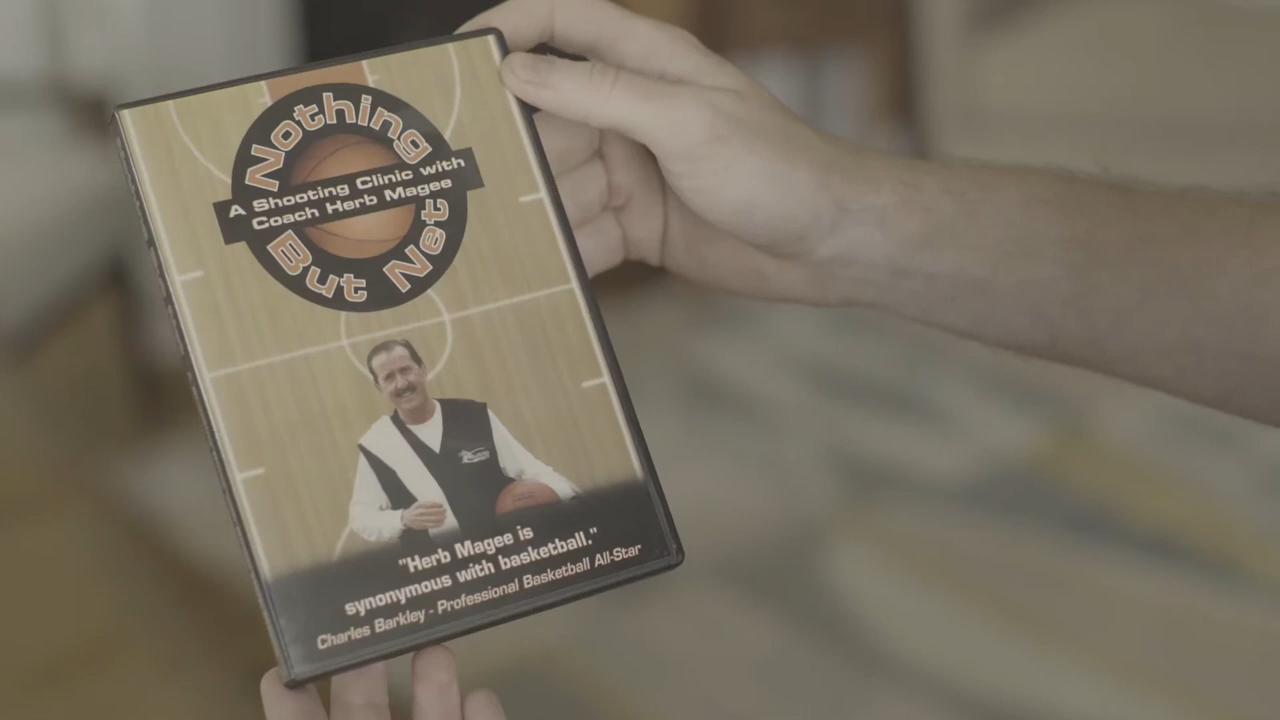 Nothing
A Shooting Clinic with
Coach Herb Magee
But Net
"Herb Magee is
synonymous with basketball."
Charles Barkley - Professional Basketball All-Star